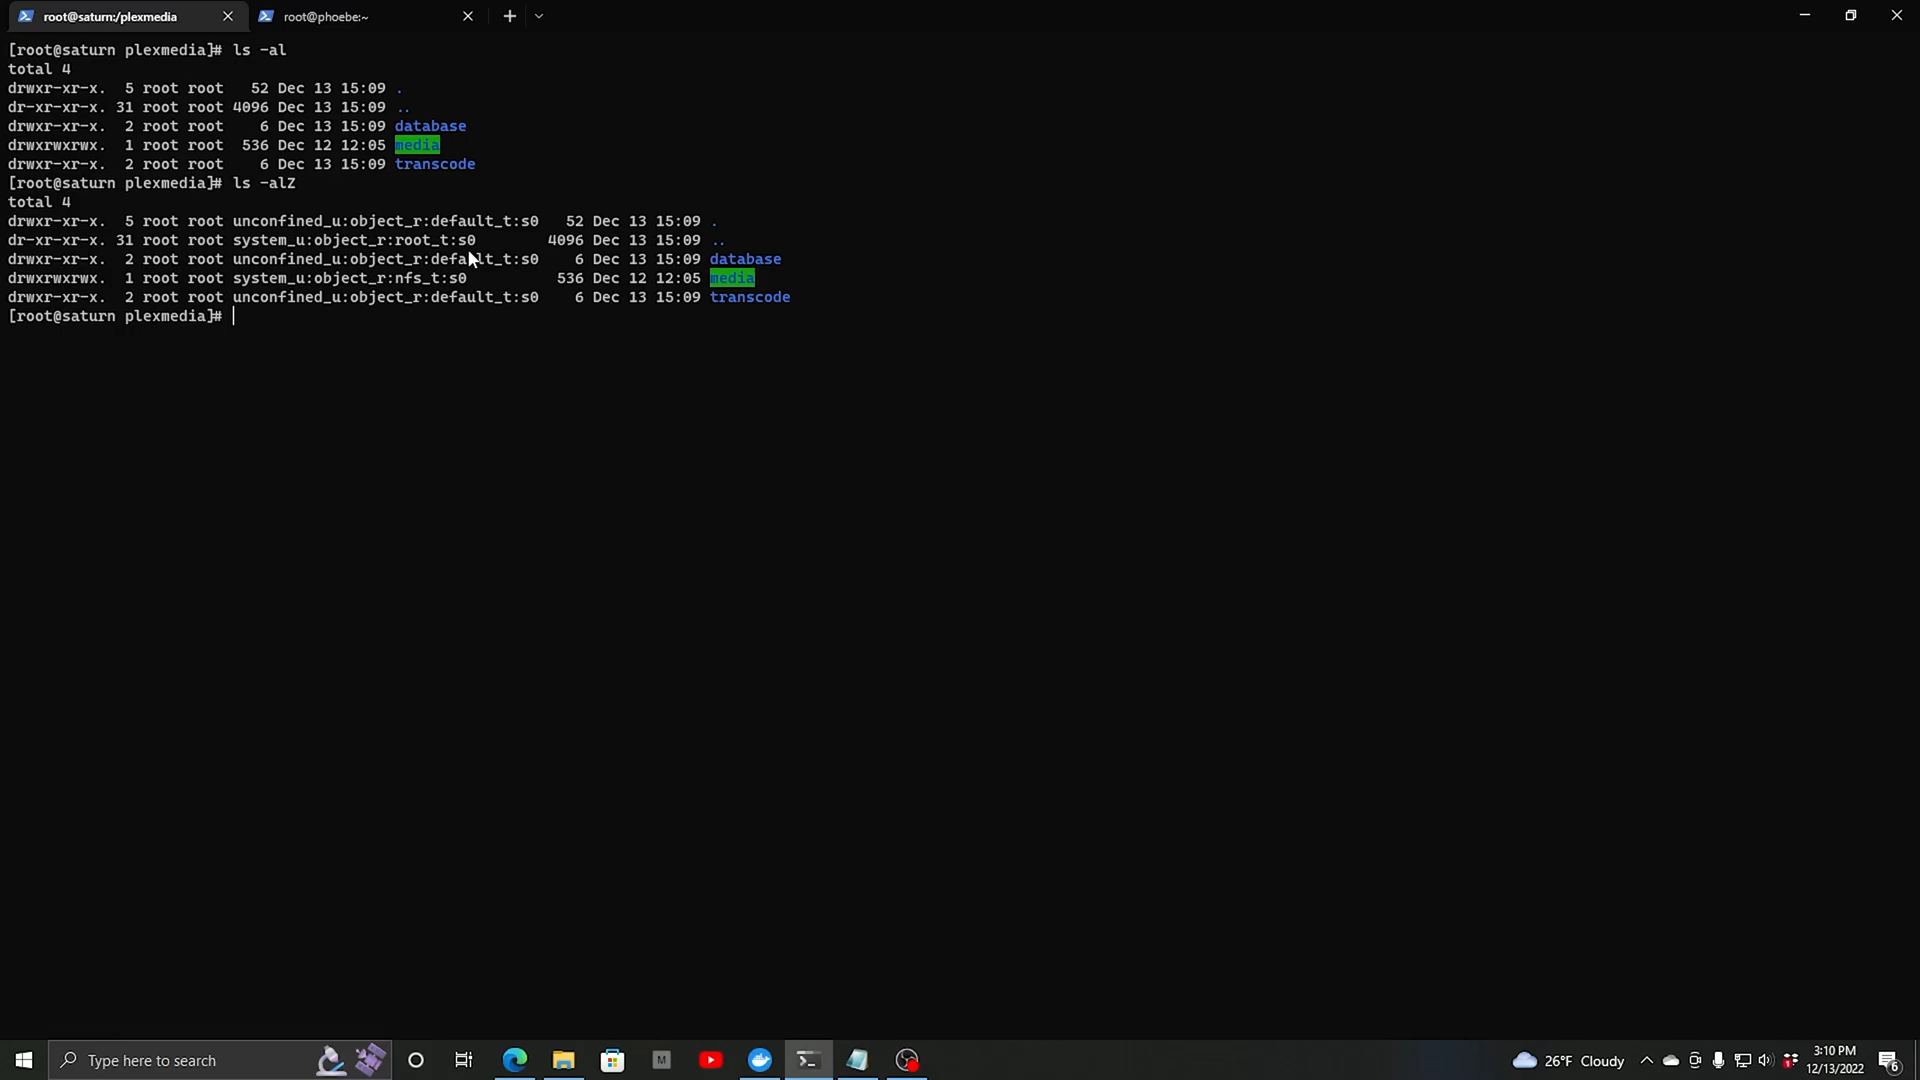 root@saturn:/plexmedia
root@phoebe:~
[root@saturn plexmedia]# ls -al
total 4
drwxr-xr-x.  5 root root   52 Dec 13 15:09 .
dr-xr-xr-x. 31 root root 4096 Dec 13 15:09 ..
drwxr-xr-x.  2 root root    6 Dec 13 15:09 database
drwxrwxrwx.  1 root root  536 Dec 12 12:05 media
drwxr-xr-x.  2 root root    6 Dec 13 15:09 transcode
[root@saturn plexmedia]# ls -alZ
total 4
drwxr-xr-x.  5 root root unconfined_u:object_r:default_t:s0   52 Dec 13 15:09 .
dr-xr-xr-x. 31 root root system_u:object_r:root_t:s0        4096 Dec 13 15:09 ..
drwxr-xr-x.  2 root root unconfined_u:object_r:default_t:s0    6 Dec 13 15:09 database
drwxrwxrwx.  1 root root system_u:object_r:nfs_t:s0          536 Dec 12 12:05 media
drwxr-xr-x.  2 root root unconfined_u:object_r:default_t:s0    6 Dec 13 15:09 transcode
[root@saturn plexmedia]#
Type here to search
M
26°F Cloudy
3:10 PM
12/13/2022
6